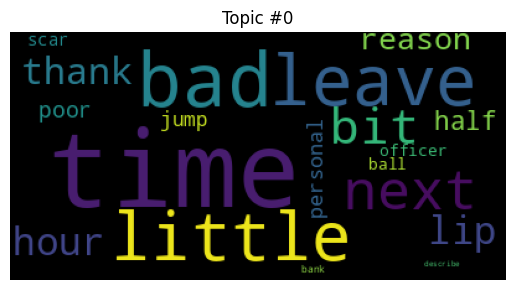 Topic #0
scar
reason
thank
bad
leave
poor
jump
bit
half
personal
officer
time
ball
next
little
lip
hour
bank
describe